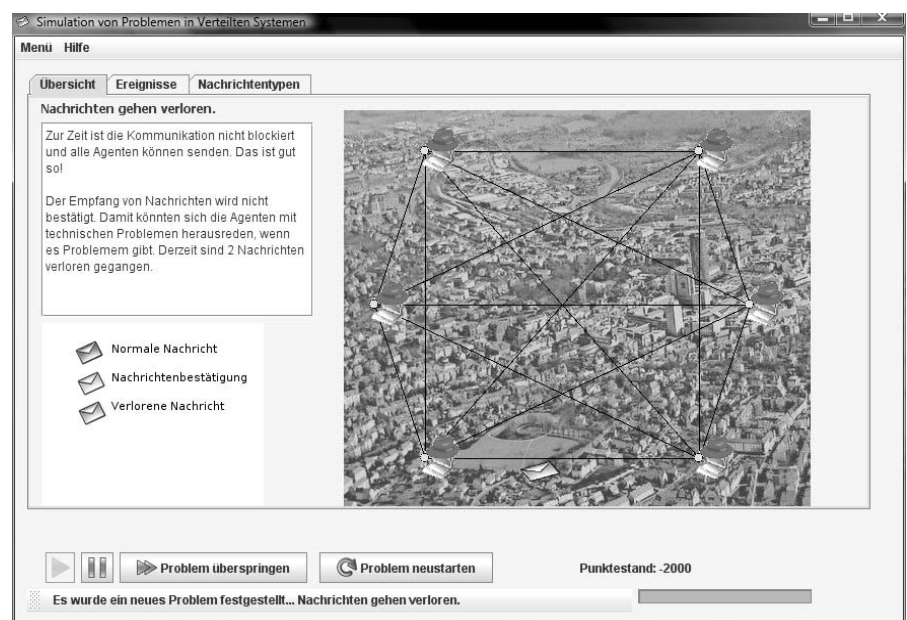 Simulation von Problemen in Verteilten Systemen
Menü Hilfe
Übersicht Ereignisse Nachrichtentypen
Nachrichten gehen verloren.
Zur Zeit ist die Kommunikation nicht blockiert
und alle Agenten können senden. Das ist gut
so!
Der Empfang von Nachrichten wird nicht
bestätigt. Damit könnten sich die Agenten mit
technischen Problemen herausreden, wenn
es Problemem gibt. Derzeit sind 2 Nachrichten
verloren gegangen.
Normale Nachricht
Nachrichtenbestätigung
Verlorene Nachricht
Problem überspringen Problem neustarten Punktestand: -2000
Es wurde ein neues Problem festgestellt... Nachrichten gehen verloren.